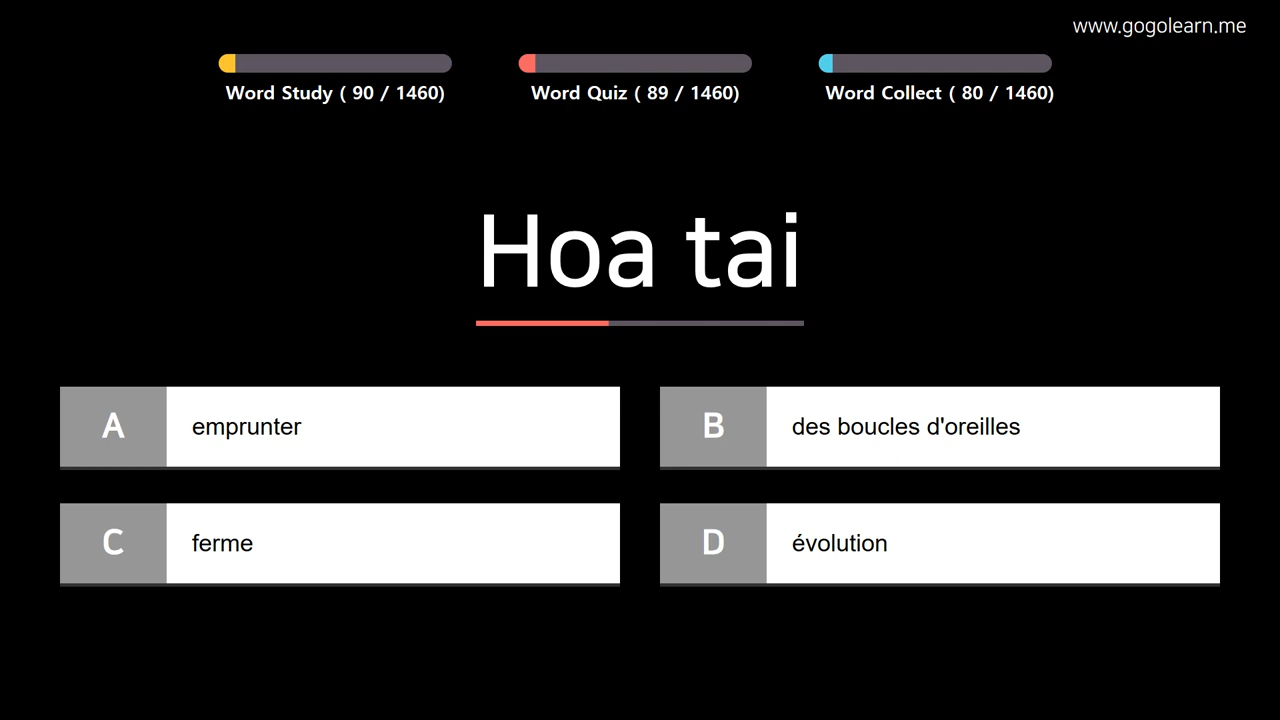 www.gogolearn.me
Word Study ( 90 / 1460)
Word Quiz ( 89 / 1460)
Word Collect ( 80 / 1460)
Hoa tai
A
emprunter
B
des boucles d'oreilles
C
ferme
D
évolution